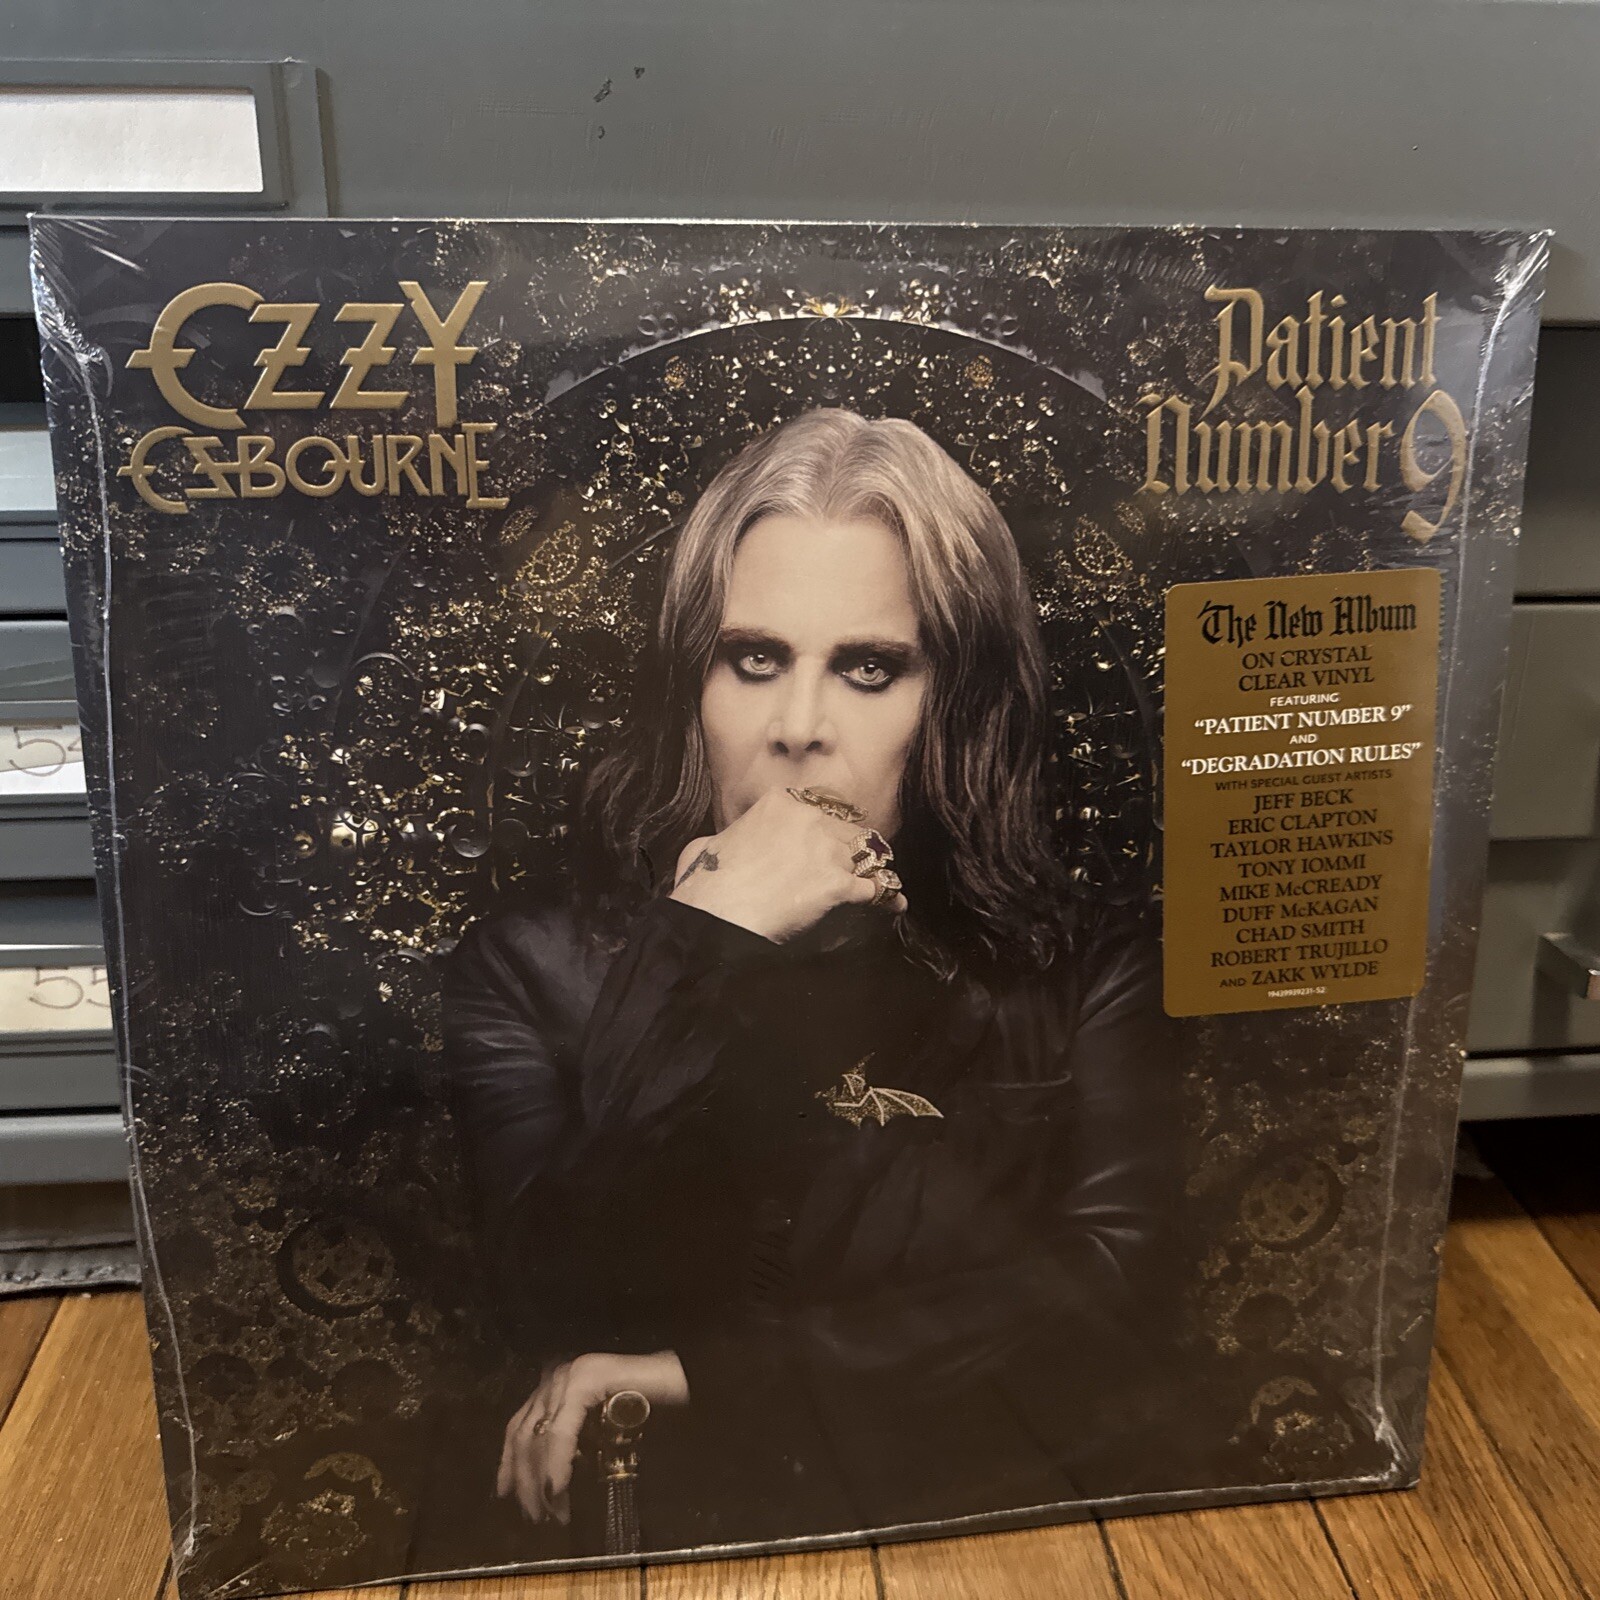 OZZY
OSBOURNE
Patient
Number 9
The New Album
ON CRYSTAL
CLEAR VINYL
FEATURING
“PATIENT NUMBER 9”
AND
“DEGRADATION RULES”
WITH SPECIAL GUEST ARTISTS
JEFF BECK
ERIC CLAPTON
TAYLOR HAWKINS
TONY IOMMI
MIKE McCREADY
DUFF McKAGAN
CHAD SMITH
ROBERT TRUJILLO
AND ZAKK WYLDE
55